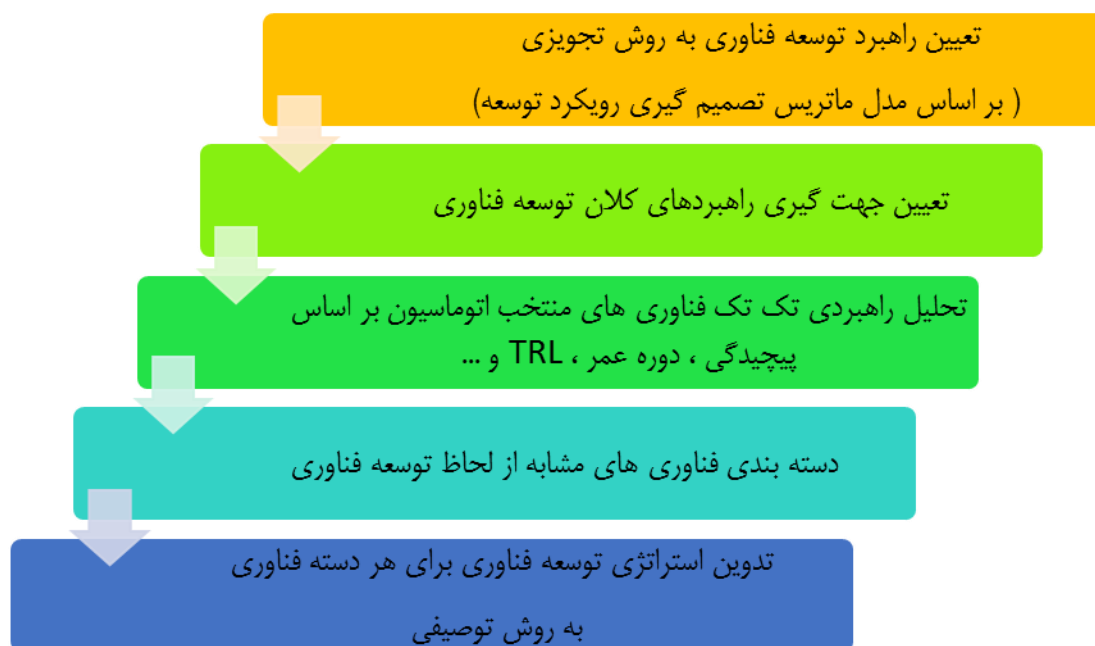 تعیین راهبرد توسعه فناوری به روش تجویزی
( بر اساس مدل ماتریس تصمیم گیری رویکرد توسعه)
تعیین جهت گیری راهبردهای کلان توسعه فناوری
تحلیل راهبردی تک تک فناوری های منتخب اتوماسیون بر اساس
پیچیدگی ، دوره عمر ، TRL و ...
دسته بندی فناوری های مشابه از لحاظ توسعه فناوری
تدوین استراتژی توسعه فناوری برای هر دسته فناوری
به روش توصیفی